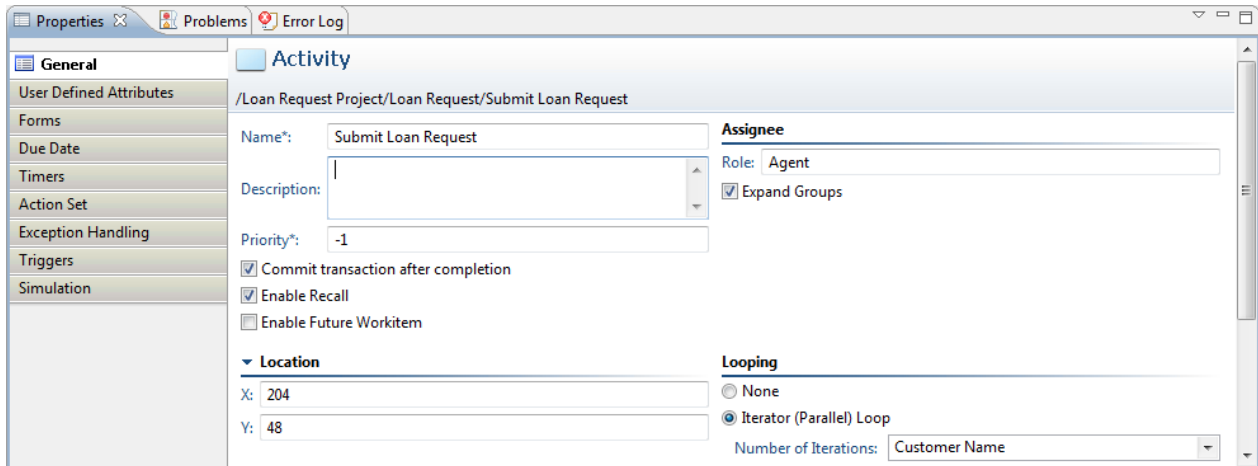 Properties Problems Error Log
General
User Defined Attributes
Forms
Due Date
Timers
Action Set
Exception Handling
Triggers
Simulation
Activity
/Loan Request Project/Loan Request/Submit Loan Request
Name*: Submit Loan Request
Description:
Priority*: -1
Commit transaction after completion
Enable Recall
Enable Future Workitem
Assignee
Role: Agent
Expand Groups
Location
X: 204
Y: 48
Looping
None
Iterator (Parallel) Loop
Number of Iterations: Customer Name